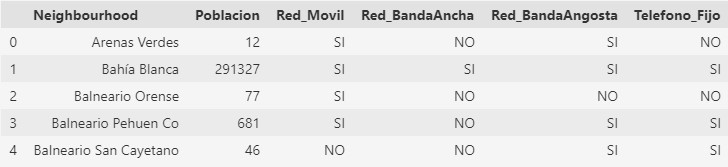 Neighbourhood Poblacion Red_Movil Red_BandaAncha Red_BandaAngosta Telefono_Fijo
0 Arenas Verdes 12 SI NO SI NO
1 Bahía Blanca 291327 SI SI SI SI
2 Balneario Orense 77 SI NO NO NO
3 Balneario Pehuen Co 681 SI NO SI SI
4 Balneario San Cayetano 46 NO NO SI SI